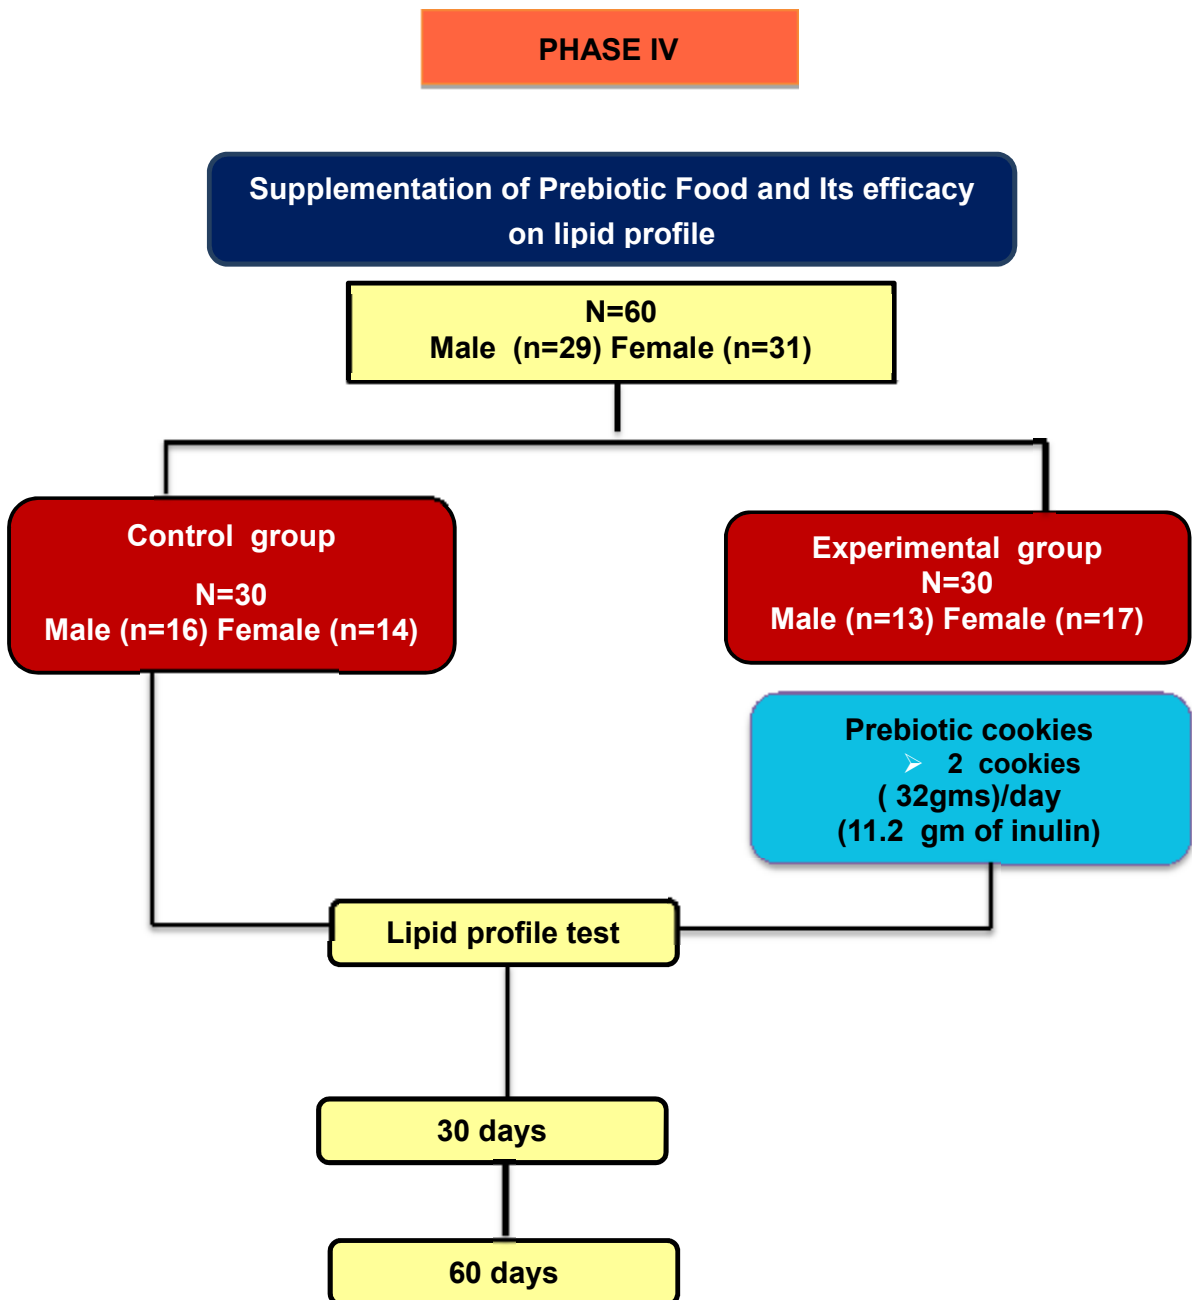 PHASE IV
Supplementation of Prebiotic Food and Its efficacy
on lipid profile
N=60
Male (n=29) Female (n=31)
Control group
N=30
Male (n=16) Female (n=14)
Experimental group
N=30
Male (n=13) Female (n=17)
Prebiotic cookies
➢ 2 cookies
( 32gms)/day
(11.2 gm of inulin)
Lipid profile test
30 days
60 days